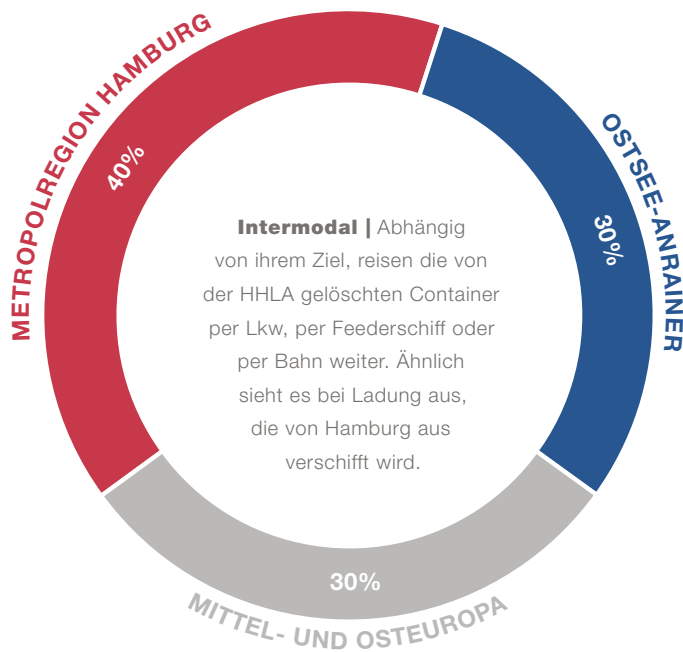 METROPOLREGION HAMBURG
40%
OSTSEE-ANRAINER
30%
Intermodal | Abhängig
von ihrem Ziel, reisen die von
der HHLA gelöschten Container
per Lkw, per Feederschiff oder
per Bahn weiter. Ähnlich
sieht es bei Ladung aus,
die von Hamburg aus
verschifft wird.
30%
MITTEL- UND OSTEUROPA